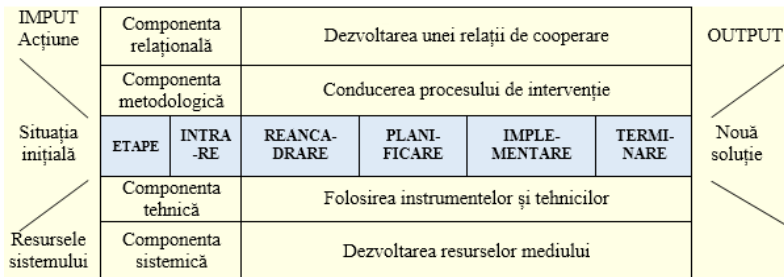 IMPUT
Acțiune
Componenta
relațională
Dezvoltarea unei relații de cooperare
OUTPUT
Componenta
metodologică
Conducerea procesului de intervenție
Situația
inițială
ETAPE
INTRA
-RE
REANCA-
DRARE
PLANI-
FICARE
IMPLE-
MENTARE
TERMI-
NARE
Nouă
soluție
Componenta
tehnică
Folosirea instrumentelor și tehnicilor
Resursele
sistemului
Componenta
sistemică
Dezvoltarea resurselor mediului